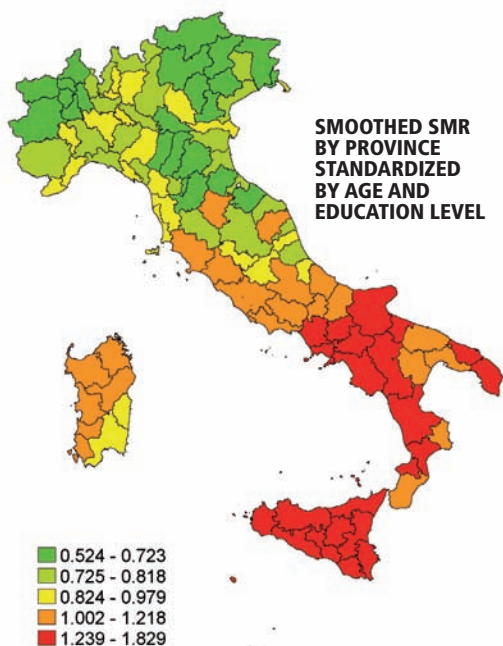 SMOOTHED SMR
BY PROVINCE
STANDARDIZED
BY AGE AND
EDUCATION LEVEL
0.524 - 0.723
0.725 - 0.818
0.824 - 0.979
1.002 - 1.218
1.239 - 1.829